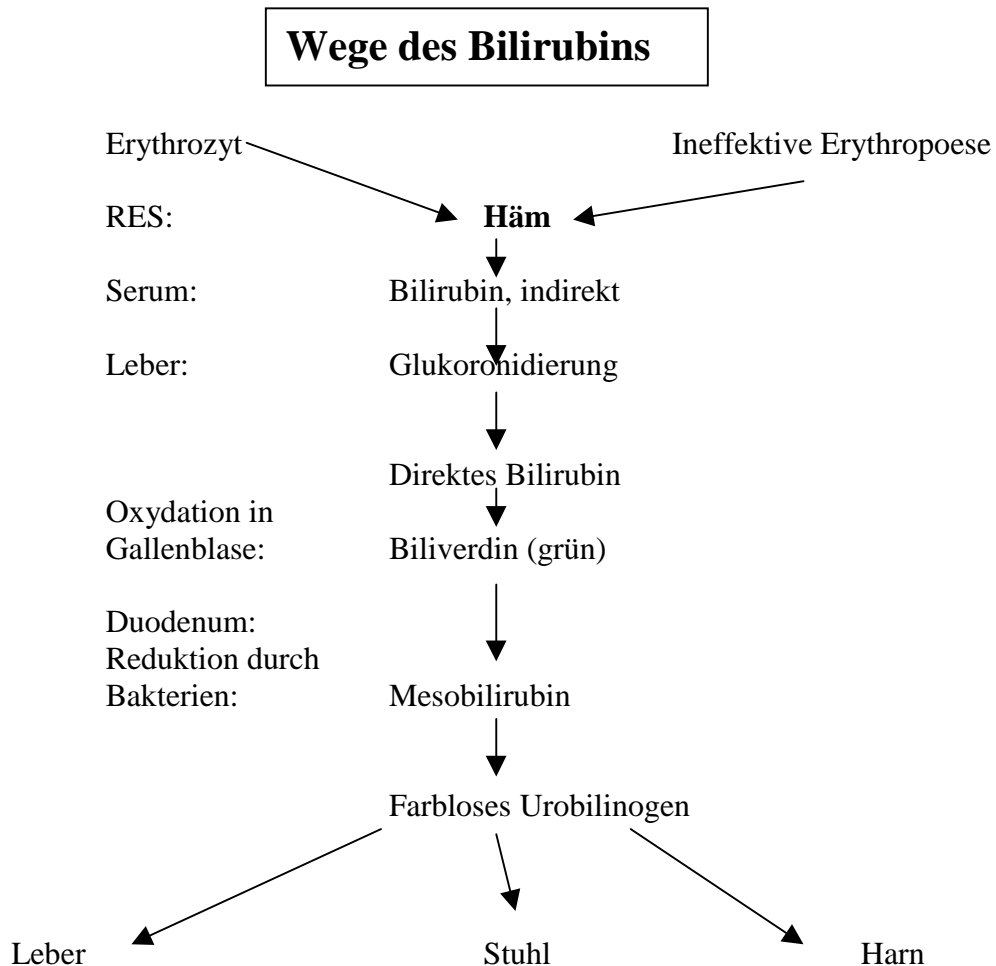 Wege des Bilirubins
Erythrozyt Ineffektive Erythropoese
RES: Häm
Serum: Bilirubin, indirekt
Leber: Glukoronidierung
Direktes Bilirubin
Oxydation in
Gallenblase: Biliverdin (grün)
Duodenum:
Reduktion durch
Bakterien: Mesobilirubin
Farbloses Urobilinogen
Leber Stuhl Harn